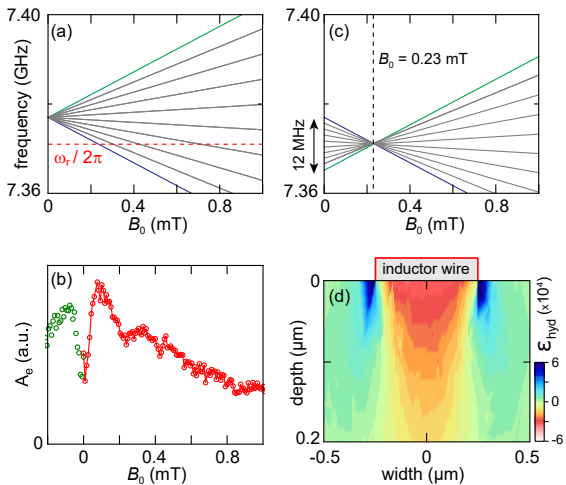 7.40
(a)
frequency (GHz)
ω_r / 2π
7.36
0 0.4 0.8
B_0 (mT)
7.40
(c)
B_0 = 0.23 mT
12 MHz
7.36
0 0.4 0.8
B_0 (mT)
(b)
A_e (a.u.)
0
0 0.4 0.8
B_0 (mT)
inductor wire
(d)
0
depth (μm)
0.2
-0.5 0 0.5
width (μm)
ε_hyd (x10⁴)
6
4
0
-4
-6